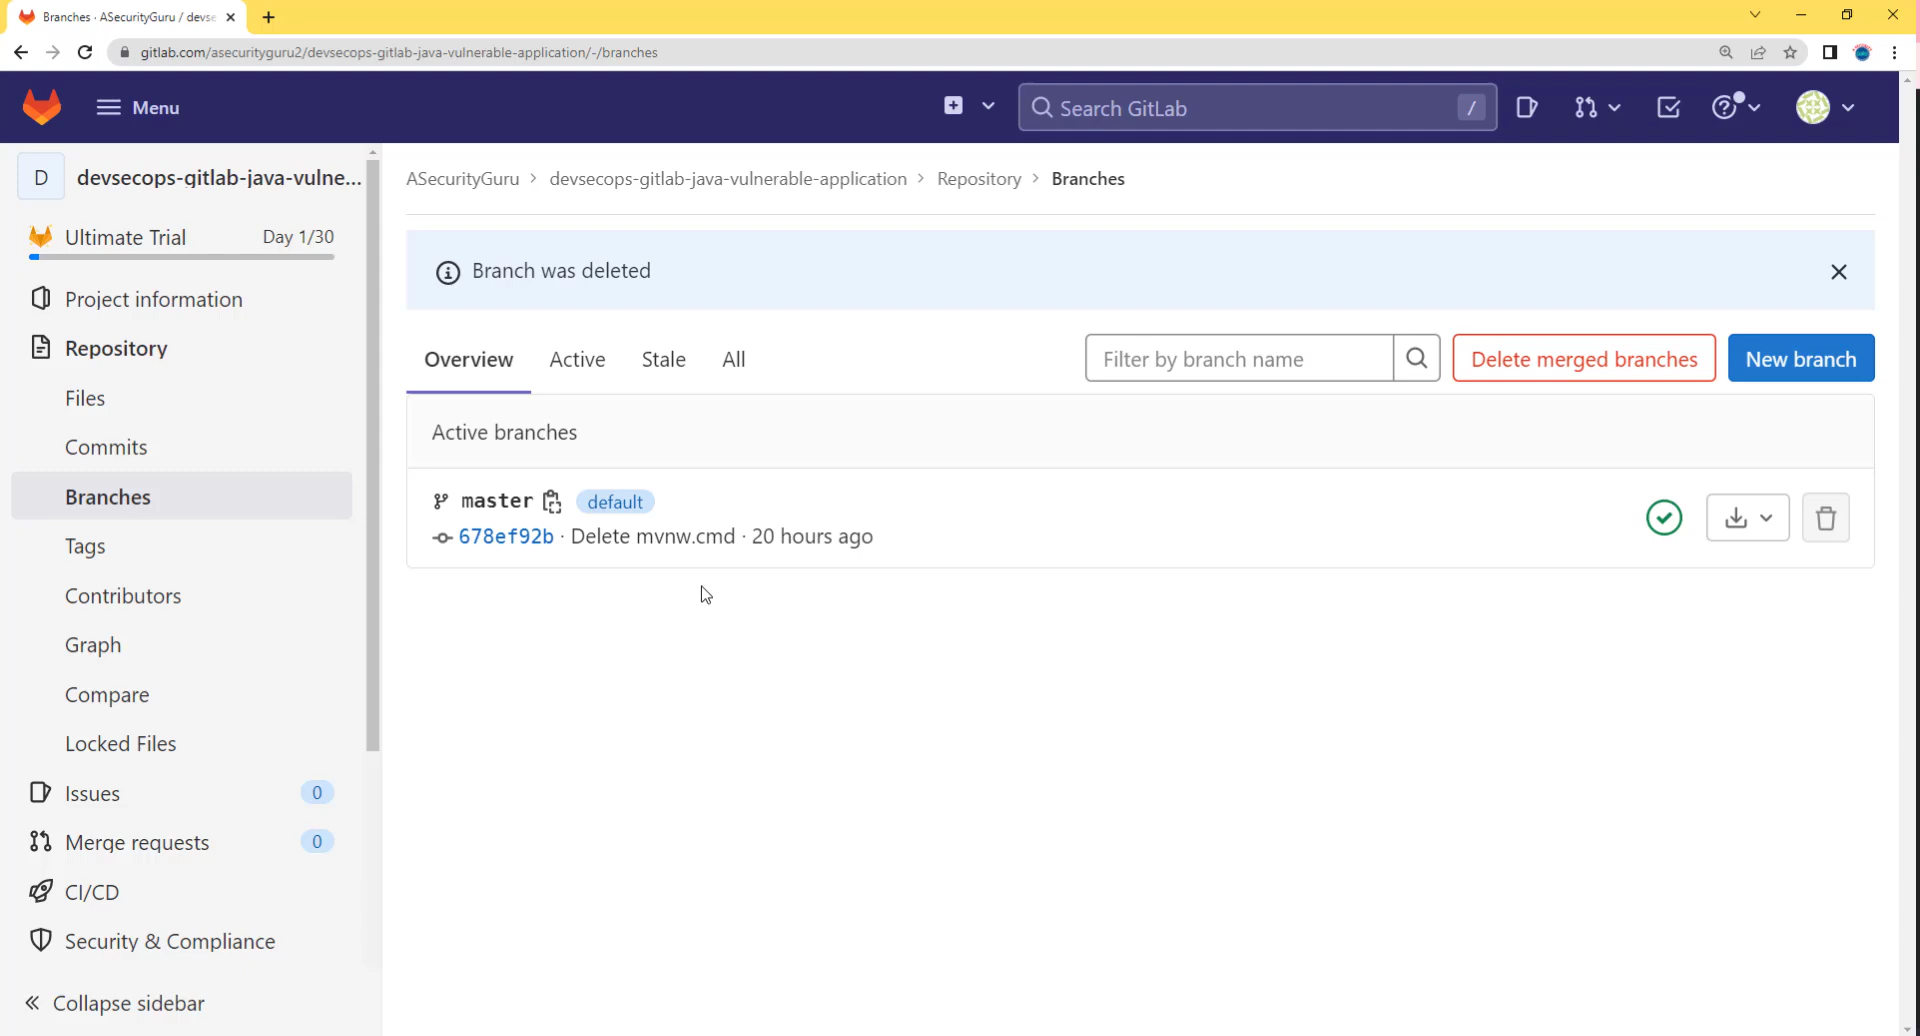 Branches · ASecurityGuru / devse
gitlab.com/asecurityguru2/devsecops-gitlab-java-vulnerable-application/-/branches
Menu
Search GitLab
/
D
devsecops-gitlab-java-vulne...
Ultimate Trial
Day 1/30
Project information
Repository
Files
Commits
Branches
Tags
Contributors
Graph
Compare
Locked Files
Issues
0
Merge requests
0
CI/CD
Security & Compliance
Collapse sidebar
ASecurityGuru > devsecops-gitlab-java-vulnerable-application > Repository > Branches
Branch was deleted
Overview
Active
Stale
All
Filter by branch name
Delete merged branches
New branch
Active branches
master
default
678ef92b · Delete mvnw.cmd · 20 hours ago